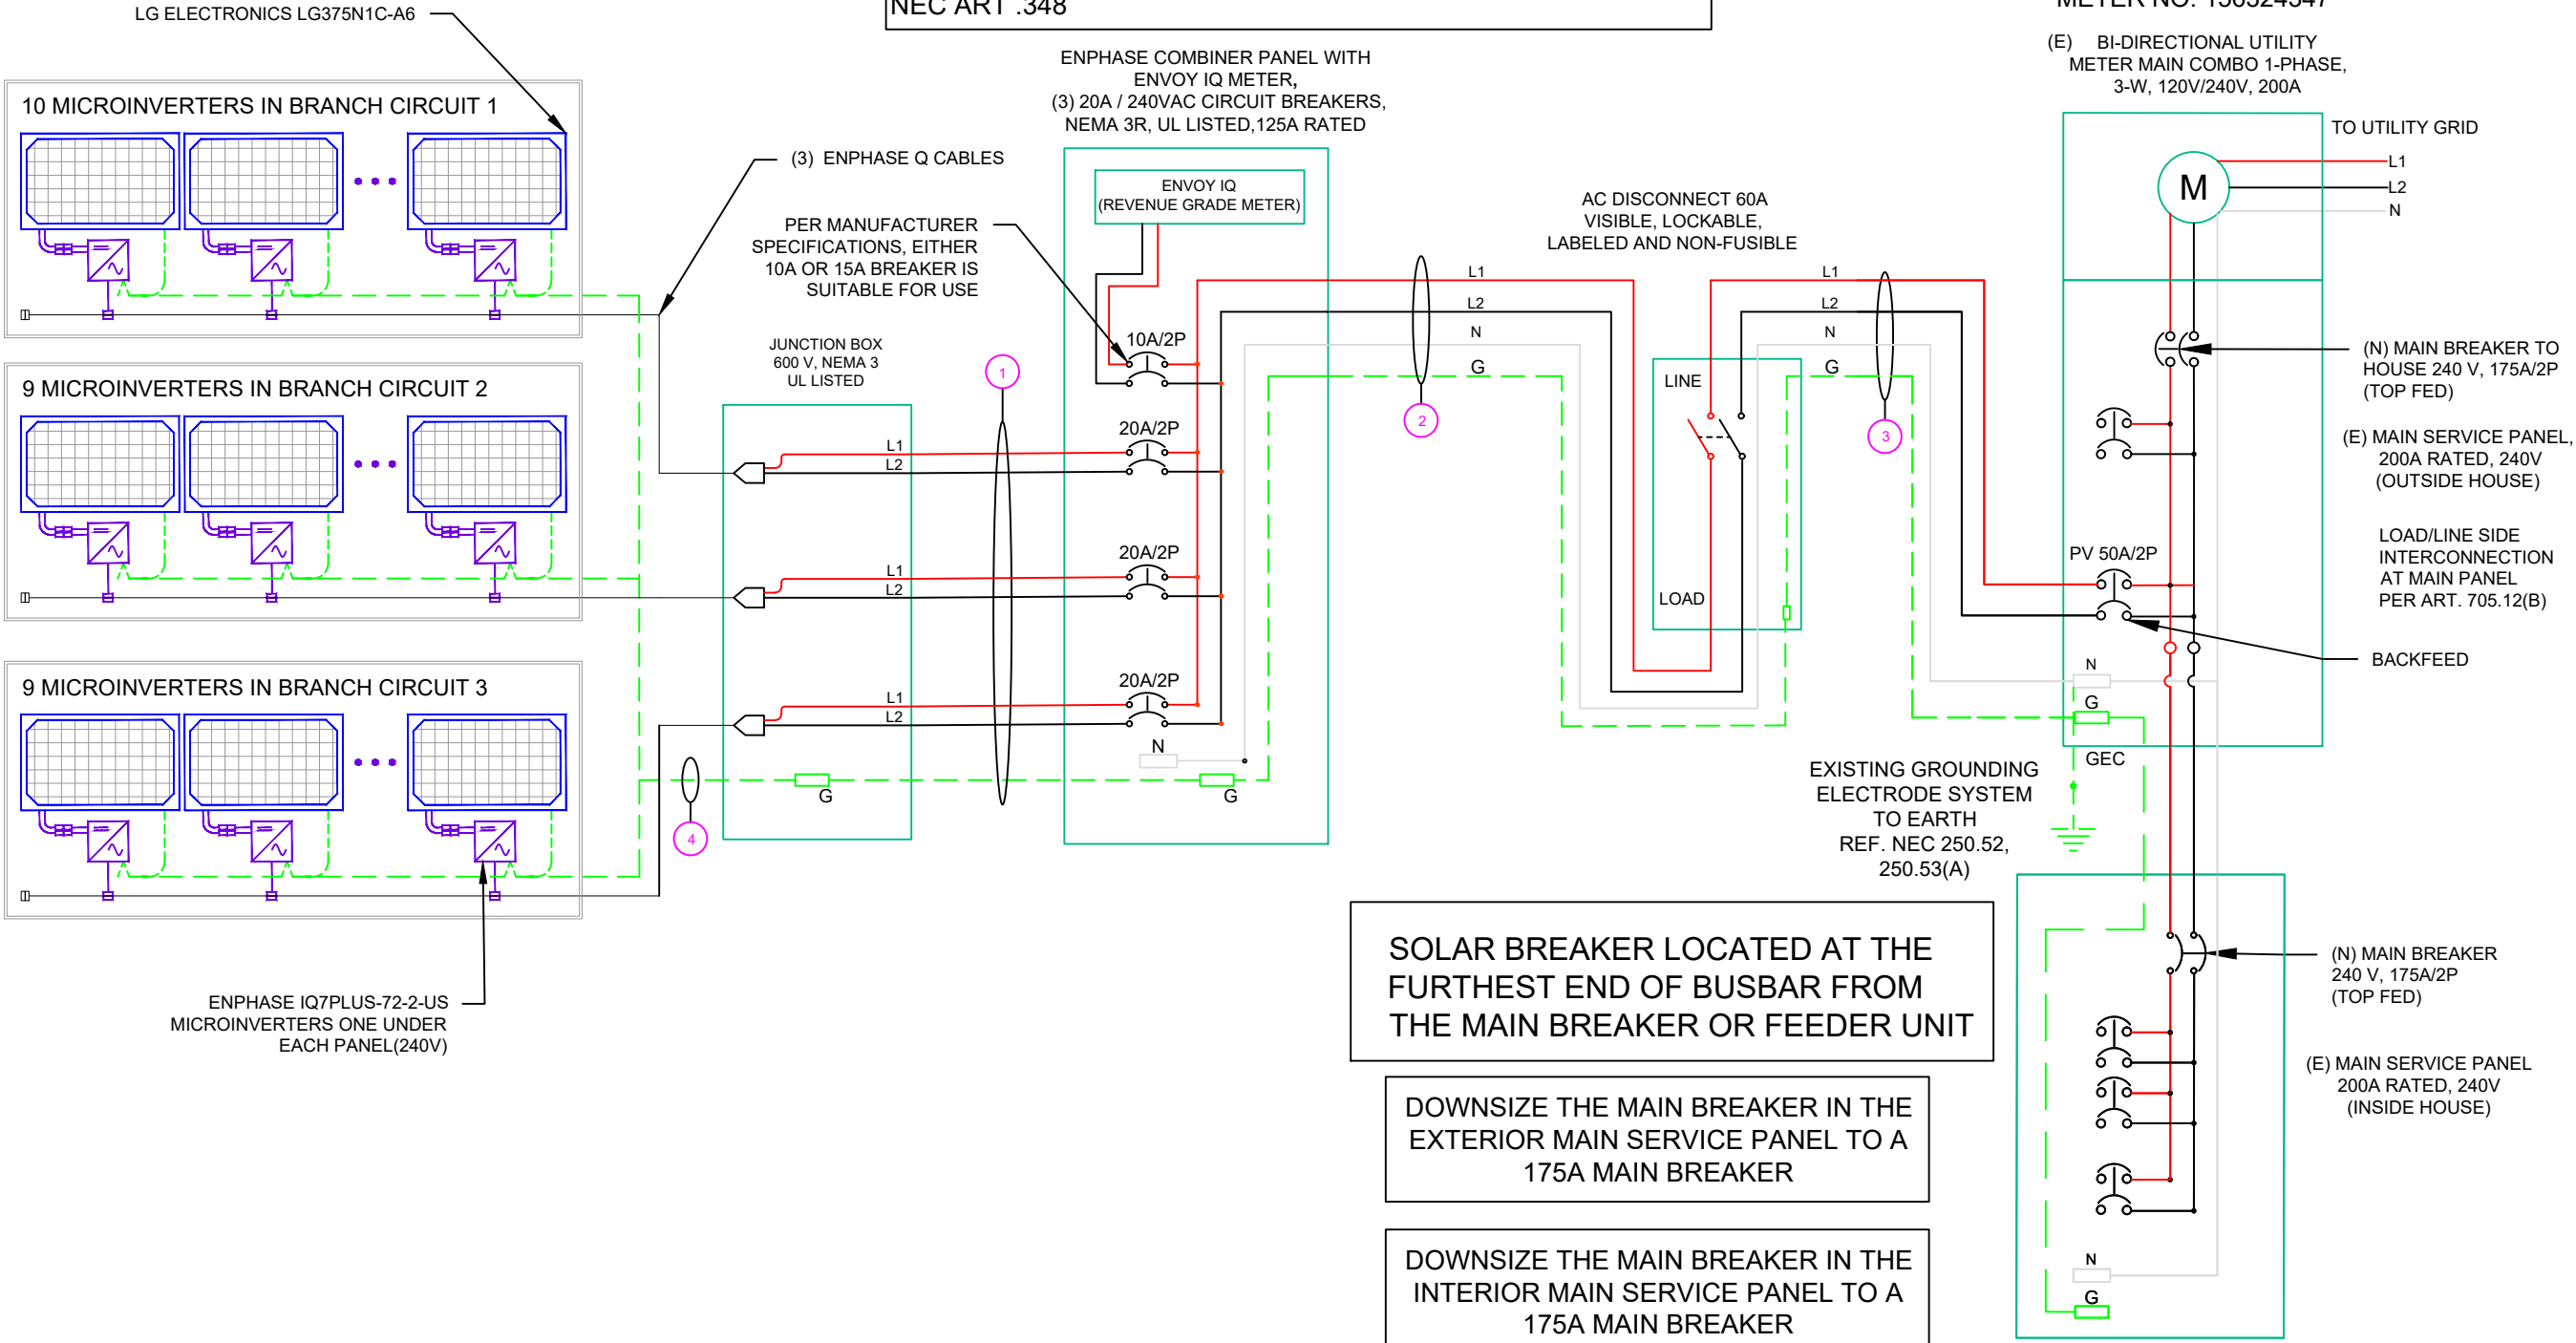 LG ELECTRONICS LG375N1C-A6
NEC ART .348
10 MICROINVERTERS IN BRANCH CIRCUIT 1
9 MICROINVERTERS IN BRANCH CIRCUIT 2
9 MICROINVERTERS IN BRANCH CIRCUIT 3
ENPHASE IQ7PLUS-72-2-US
MICROINVERTERS ONE UNDER
EACH PANEL(240V)
(3) ENPHASE Q CABLES
PER MANUFACTURER
SPECIFICATIONS, EITHER
10A OR 15A BREAKER IS
SUITABLE FOR USE
JUNCTION BOX
600 V, NEMA 3
UL LISTED
L1
L2
L1
L2
L1
L2
G
4
1
ENPHASE COMBINER PANEL WITH
ENVOY IQ METER,
(3) 20A / 240VAC CIRCUIT BREAKERS,
NEMA 3R, UL LISTED,125A RATED
ENVOY IQ
(REVENUE GRADE METER)
10A/2P
20A/2P
20A/2P
20A/2P
N
G
L1
L2
N
G
2
AC DISCONNECT 60A
VISIBLE, LOCKABLE,
LABELED AND NON-FUSIBLE
LINE
LOAD
L1
L2
N
G
3
METER NO. 156524547
(E) BI-DIRECTIONAL UTILITY
METER MAIN COMBO 1-PHASE,
3-W, 120V/240V, 200A
TO UTILITY GRID
M
L1
L2
N
(N) MAIN BREAKER TO
HOUSE 240 V, 175A/2P
(TOP FED)
(E) MAIN SERVICE PANEL,
200A RATED, 240V
(OUTSIDE HOUSE)
PV 50A/2P
LOAD/LINE SIDE
INTERCONNECTION
AT MAIN PANEL
PER ART. 705.12(B)
BACKFEED
N
G
GEC
EXISTING GROUNDING
ELECTRODE SYSTEM
TO EARTH
REF. NEC 250.52,
250.53(A)
SOLAR BREAKER LOCATED AT THE
FURTHEST END OF BUSBAR FROM
THE MAIN BREAKER OR FEEDER UNIT
DOWNSIZE THE MAIN BREAKER IN THE
EXTERIOR MAIN SERVICE PANEL TO A
175A MAIN BREAKER
DOWNSIZE THE MAIN BREAKER IN THE
INTERIOR MAIN SERVICE PANEL TO A
175A MAIN BREAKER
(N) MAIN BREAKER
240 V, 175A/2P
(TOP FED)
(E) MAIN SERVICE PANEL
200A RATED, 240V
(INSIDE HOUSE)
N
G